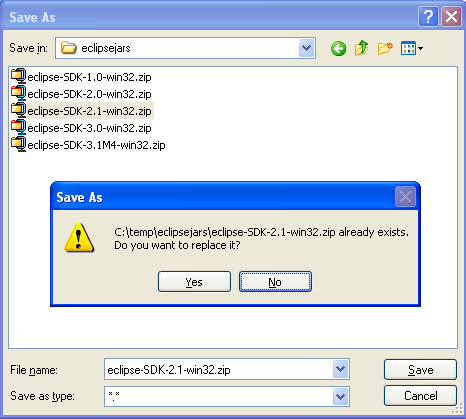 Save As
Save in: eclipsejars
eclipse-SDK-1.0-win32.zip
eclipse-SDK-2.0-win32.zip
eclipse-SDK-2.1-win32.zip
eclipse-SDK-3.0-win32.zip
eclipse-SDK-3.1M4-win32.zip
Save As
C:\temp\eclipsejars\eclipse-SDK-2.1-win32.zip already exists.
Do you want to replace it?
Yes No
File name: eclipse-SDK-2.1-win32.zip Save
Save as type: *.* Cancel